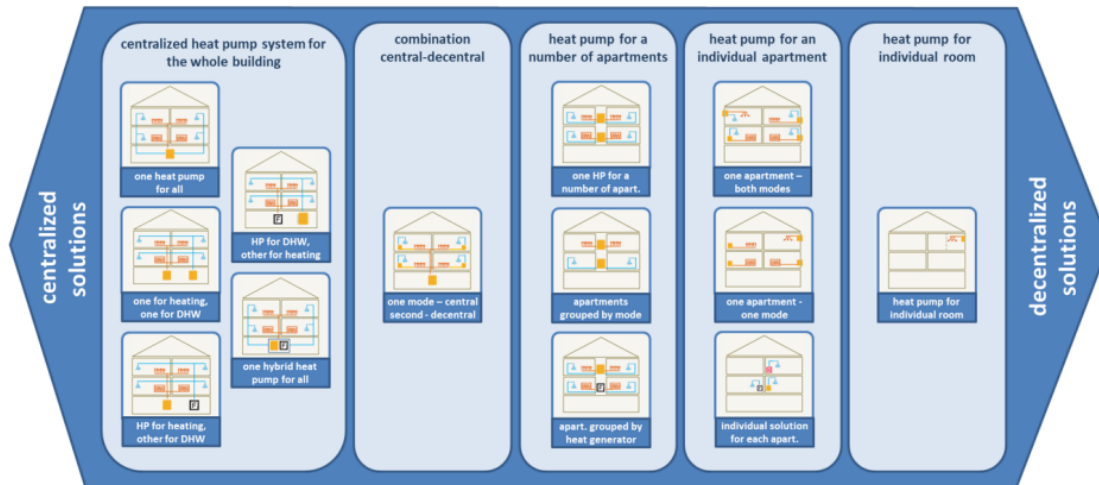 centralized
solutions
centralized heat pump system for
the whole building
one heat pump
for all
one for heating,
one for DHW
HP for heating,
other for DHW
HP for DHW,
other for heating
one hybrid heat
pump for all
combination
central-decentral
one mode – central
second - decentral
heat pump for a
number of apartments
one HP for a
number of apart.
apartments
grouped by mode
apart. grouped by
heat generator
heat pump for an
individual apartment
one apartment –
both modes
one apartment -
one mode
individual solution
for each apart.
heat pump for
individual room
heat pump for
individual room
decentralized
solutions